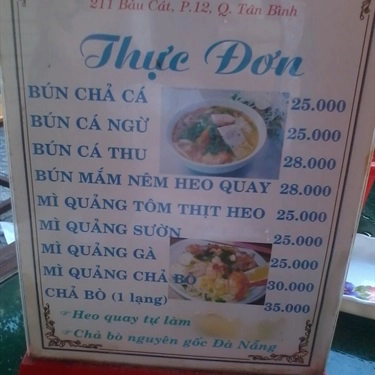 211 Bàu Cát, P.12, Q. Tân Bình
Thực Đơn
BÚN CHẢ CÁ 25.000
BÚN CÁ NGỪ 25.000
BÚN CÁ THU 28.000
BÚN MẮM NÊM HEO QUAY 28.000
MÌ QUẢNG TÔM THỊT HEO 25.000
MÌ QUẢNG SƯỜN 25.000
MÌ QUẢNG GÀ 25.000
MÌ QUẢNG CHẢ BÒ 30.000
CHẢ BÒ (1 lạng) 35.000
Heo quay tự làm
Chả bò nguyên gốc Đà Nẵng